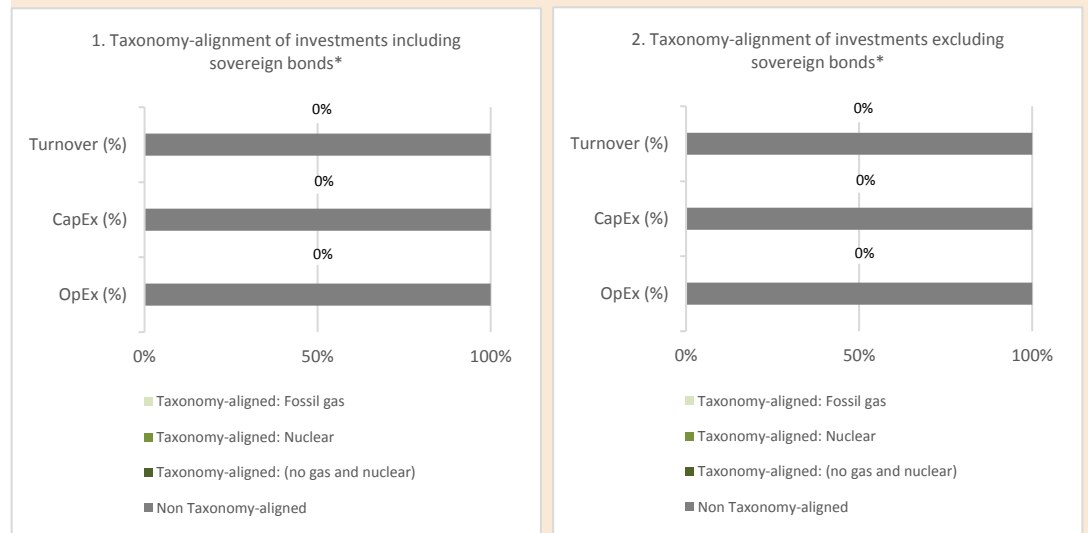 1. Taxonomy-alignment of investments including
sovereign bonds*
0%
Turnover (%)
0%
CapEx (%)
0%
OpEx (%)
0%
50%
100%
Taxonomy-aligned: Fossil gas
Taxonomy-aligned: Nuclear
Taxonomy-aligned: (no gas and nuclear)
Non Taxonomy-aligned
2. Taxonomy-alignment of investments excluding
sovereign bonds*
0%
Turnover (%)
0%
CapEx (%)
0%
OpEx (%)
0%
50%
100%
Taxonomy-aligned: Fossil gas
Taxonomy-aligned: Nuclear
Taxonomy-aligned: (no gas and nuclear)
Non Taxonomy-aligned